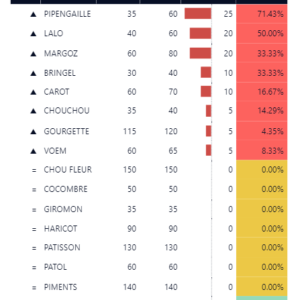 ▲ PIPENGAILLE 35 60 25 71.43%
▲ LALO 40 60 20 50.00%
▲ MARGOZ 60 80 20 33.33%
▲ BRINGEL 30 40 10 33.33%
▲ CAROT 60 70 10 16.67%
▲ CHOUCHOU 35 40 5 14.29%
▲ GOURGETTE 115 120 5 4.35%
▲ VOEM 60 65 5 8.33%
= CHOU FLEUR 150 150 0 0.00%
= COCOMBRE 50 50 0 0.00%
= GIROMON 35 35 0 0.00%
= HARICOT 90 90 0 0.00%
= PATISSON 130 130 0 0.00%
= PATOL 60 60 0 0.00%
= PIMENTS 140 140 0 0.00%